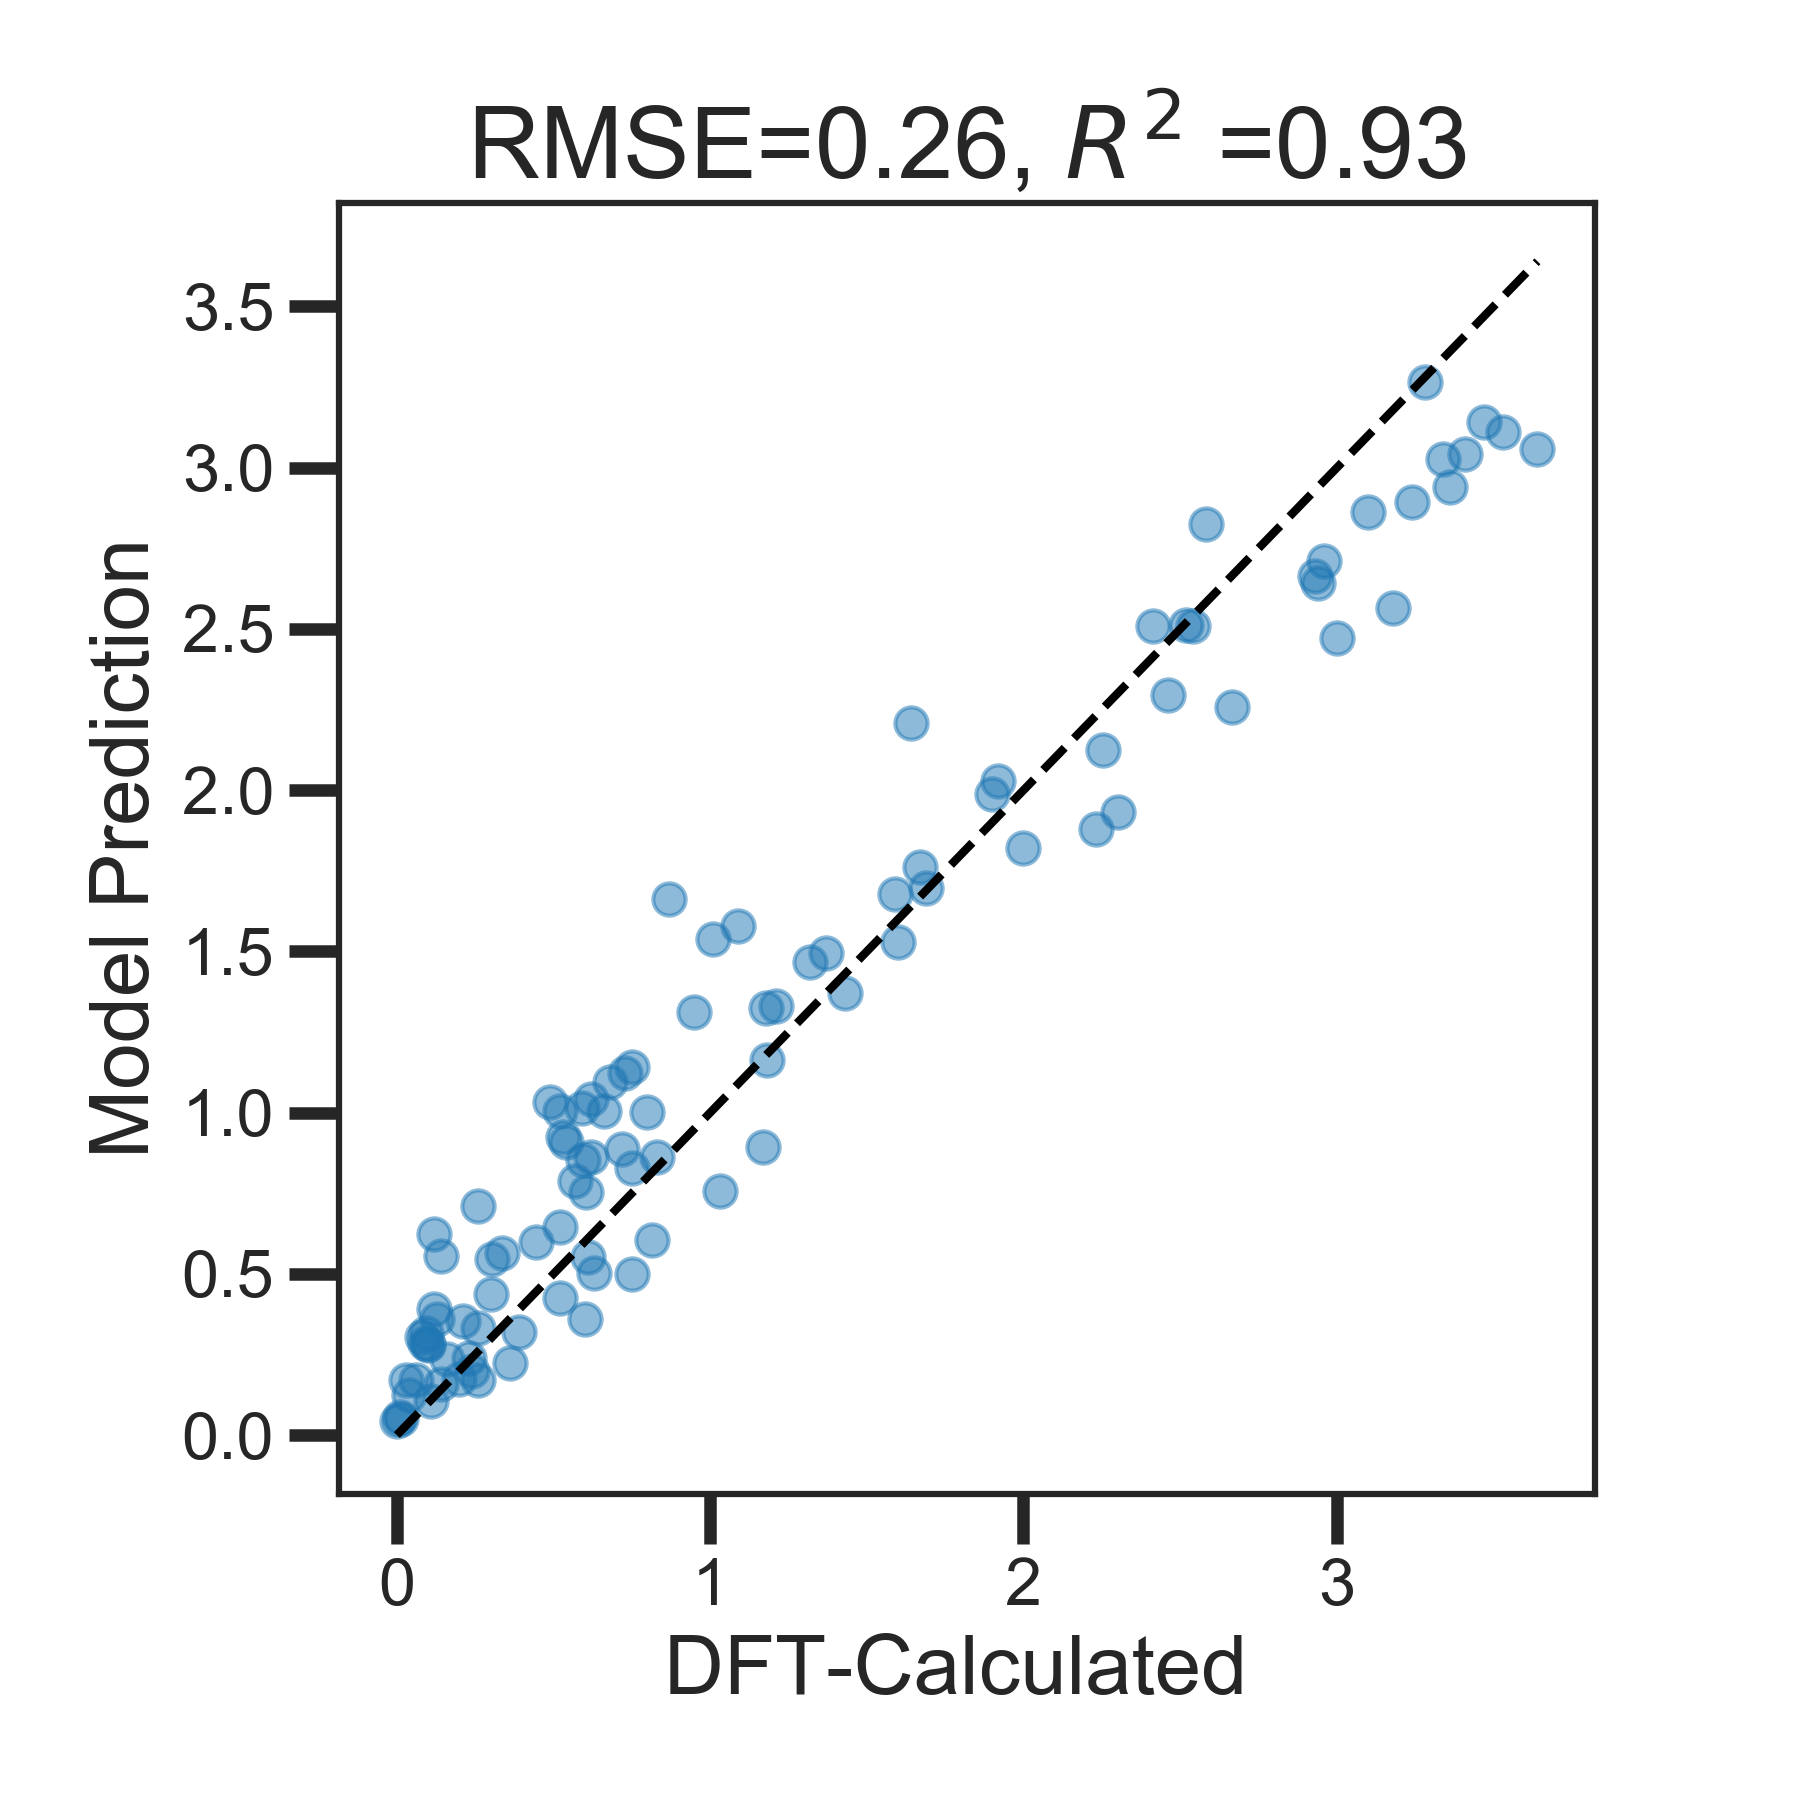 RMSE=0.26, R² =0.93
3.5
3.0
2.5
2.0
1.5
1.0
0.5
0.0
Model Prediction
0 1 2 3
DFT-Calculated